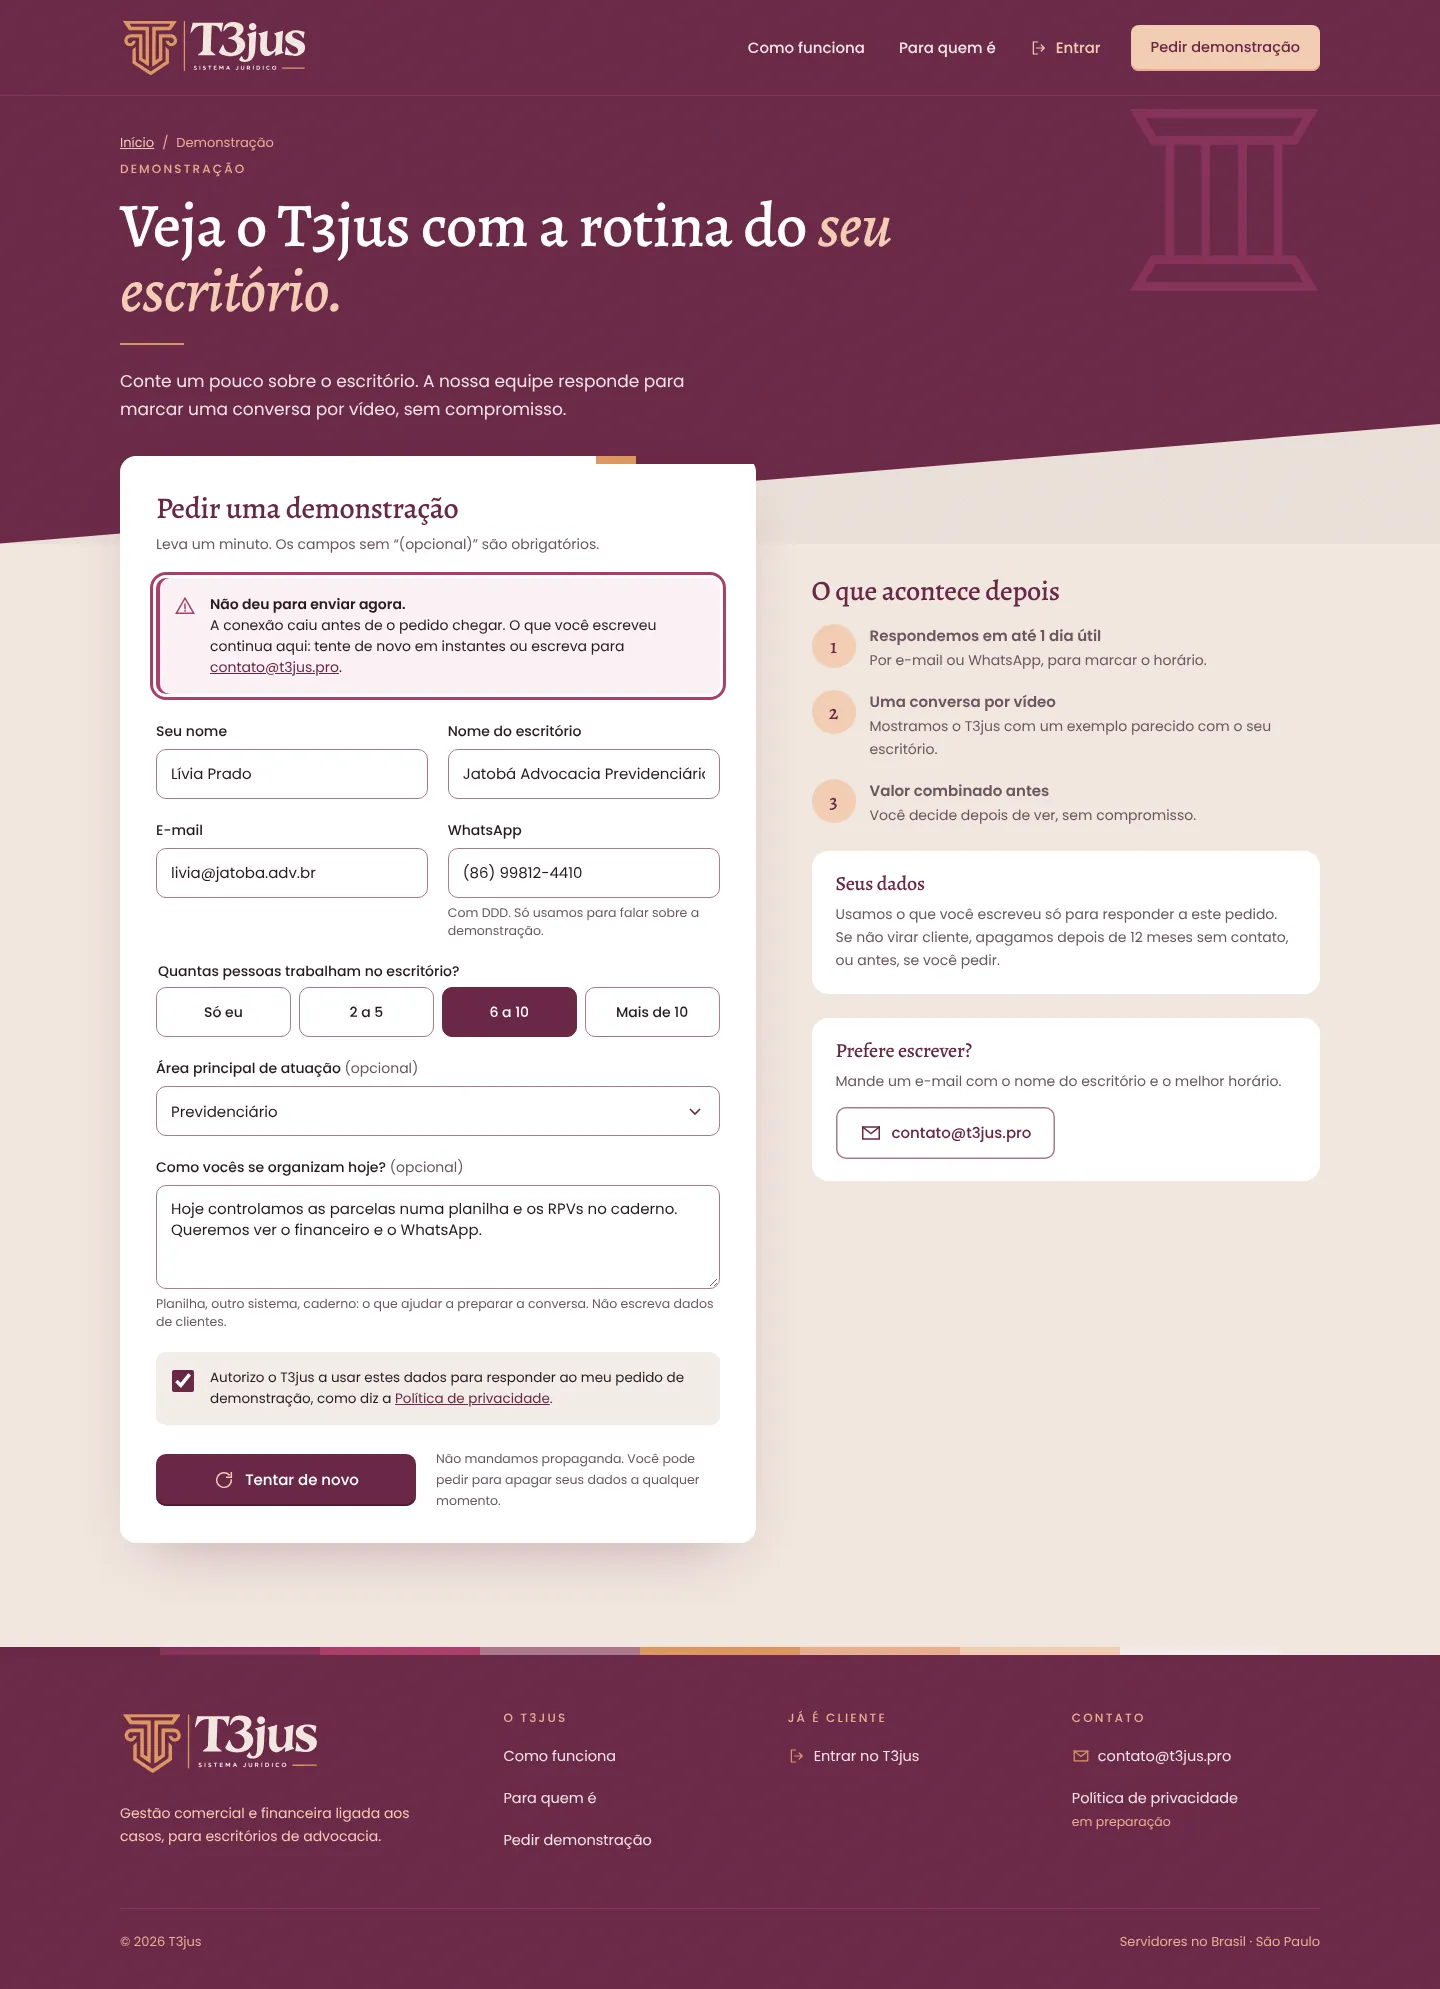 T3jus
SISTEMA JURÍDICO
Como funciona
Para quem é
Entrar
Pedir demonstração
Início / Demonstração
DEMONSTRAÇÃO
Veja o T3jus com a rotina do seu
escritório.
Conte um pouco sobre o escritório. A nossa equipe responde para
marcar uma conversa por vídeo, sem compromisso.
Pedir uma demonstração
Leva um minuto. Os campos sem “(opcional)” são obrigatórios.
Não deu para enviar agora.
A conexão caiu antes de o pedido chegar. O que você escreveu
continua aqui: tente de novo em instantes ou escreva para
contato@t3jus.pro.
Seu nome
Lívia Prado
Nome do escritório
Jatobá Advocacia Previdenciária
E-mail
livia@jatoba.adv.br
WhatsApp
(86) 99812-4410
Com DDD. Só usamos para falar sobre a
demonstração.
Quantas pessoas trabalham no escritório?
Só eu
2 a 5
6 a 10
Mais de 10
Área principal de atuação (opcional)
Previdenciário
Como vocês se organizam hoje? (opcional)
Hoje controlamos as parcelas numa planilha e os RPVs no caderno.
Queremos ver o financeiro e o WhatsApp.
Planilha, outro sistema, caderno: o que ajudar a preparar a conversa. Não escreva dados
de clientes.
Autorizo o T3jus a usar estes dados para responder ao meu pedido de
demonstração, como diz a Política de privacidade.
Tentar de novo
Não mandamos propaganda. Você pode
pedir para apagar seus dados a qualquer
momento.
O que acontece depois
1
Respondemos em até 1 dia útil
Por e-mail ou WhatsApp, para marcar o horário.
2
Uma conversa por vídeo
Mostramos o T3jus com um exemplo parecido com o seu
escritório.
3
Valor combinado antes
Você decide depois de ver, sem compromisso.
Seus dados
Usamos o que você escreveu só para responder a este pedido.
Se não virar cliente, apagamos depois de 12 meses sem contato,
ou antes, se você pedir.
Prefere escrever?
Mande um e-mail com o nome do escritório e o melhor horário.
contato@t3jus.pro
T3jus
SISTEMA JURÍDICO
Gestão comercial e financeira ligada aos
casos, para escritórios de advocacia.
O T3JUS
Como funciona
Para quem é
Pedir demonstração
JÁ É CLIENTE
Entrar no T3jus
CONTATO
contato@t3jus.pro
Política de privacidade
em preparação
© 2026 T3jus
Servidores no Brasil · São Paulo